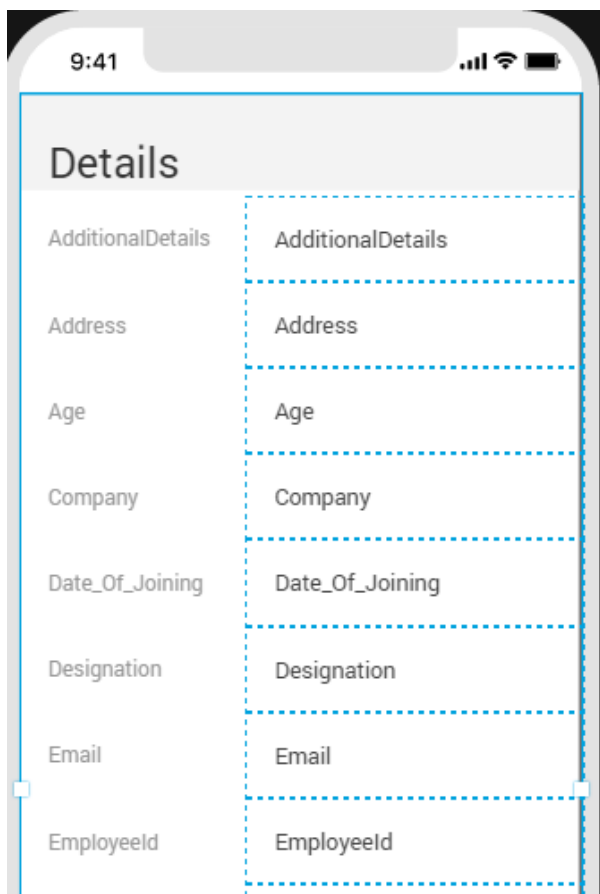 9:41
Details
AdditionalDetails AdditionalDetails
Address Address
Age Age
Company Company
Date_Of_Joining Date_Of_Joining
Designation Designation
Email Email
EmployeeId EmployeeId